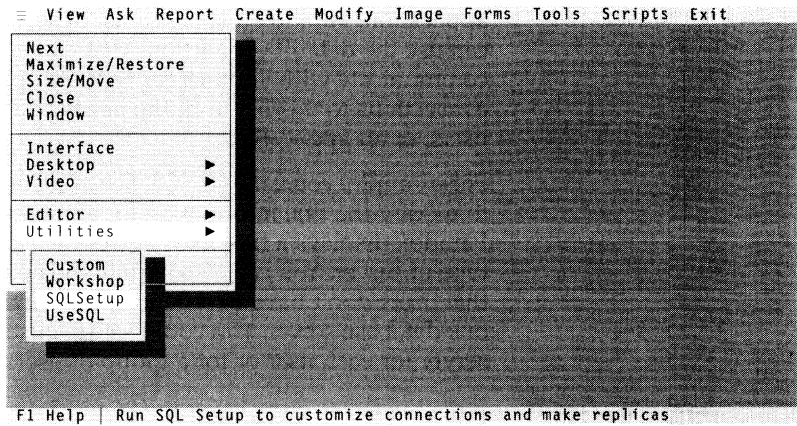 ≡ View Ask Report Create Modify Image Forms Tools Scripts Exit
Next
Maximize/Restore
Size/Move
Close
Window
Interface
Desktop ►
Video ►
Editor ►
Utilities ►
Custom
Workshop
SQLSetup
UseSQL
F1 Help │ Run SQL Setup to customize connections and make replicas